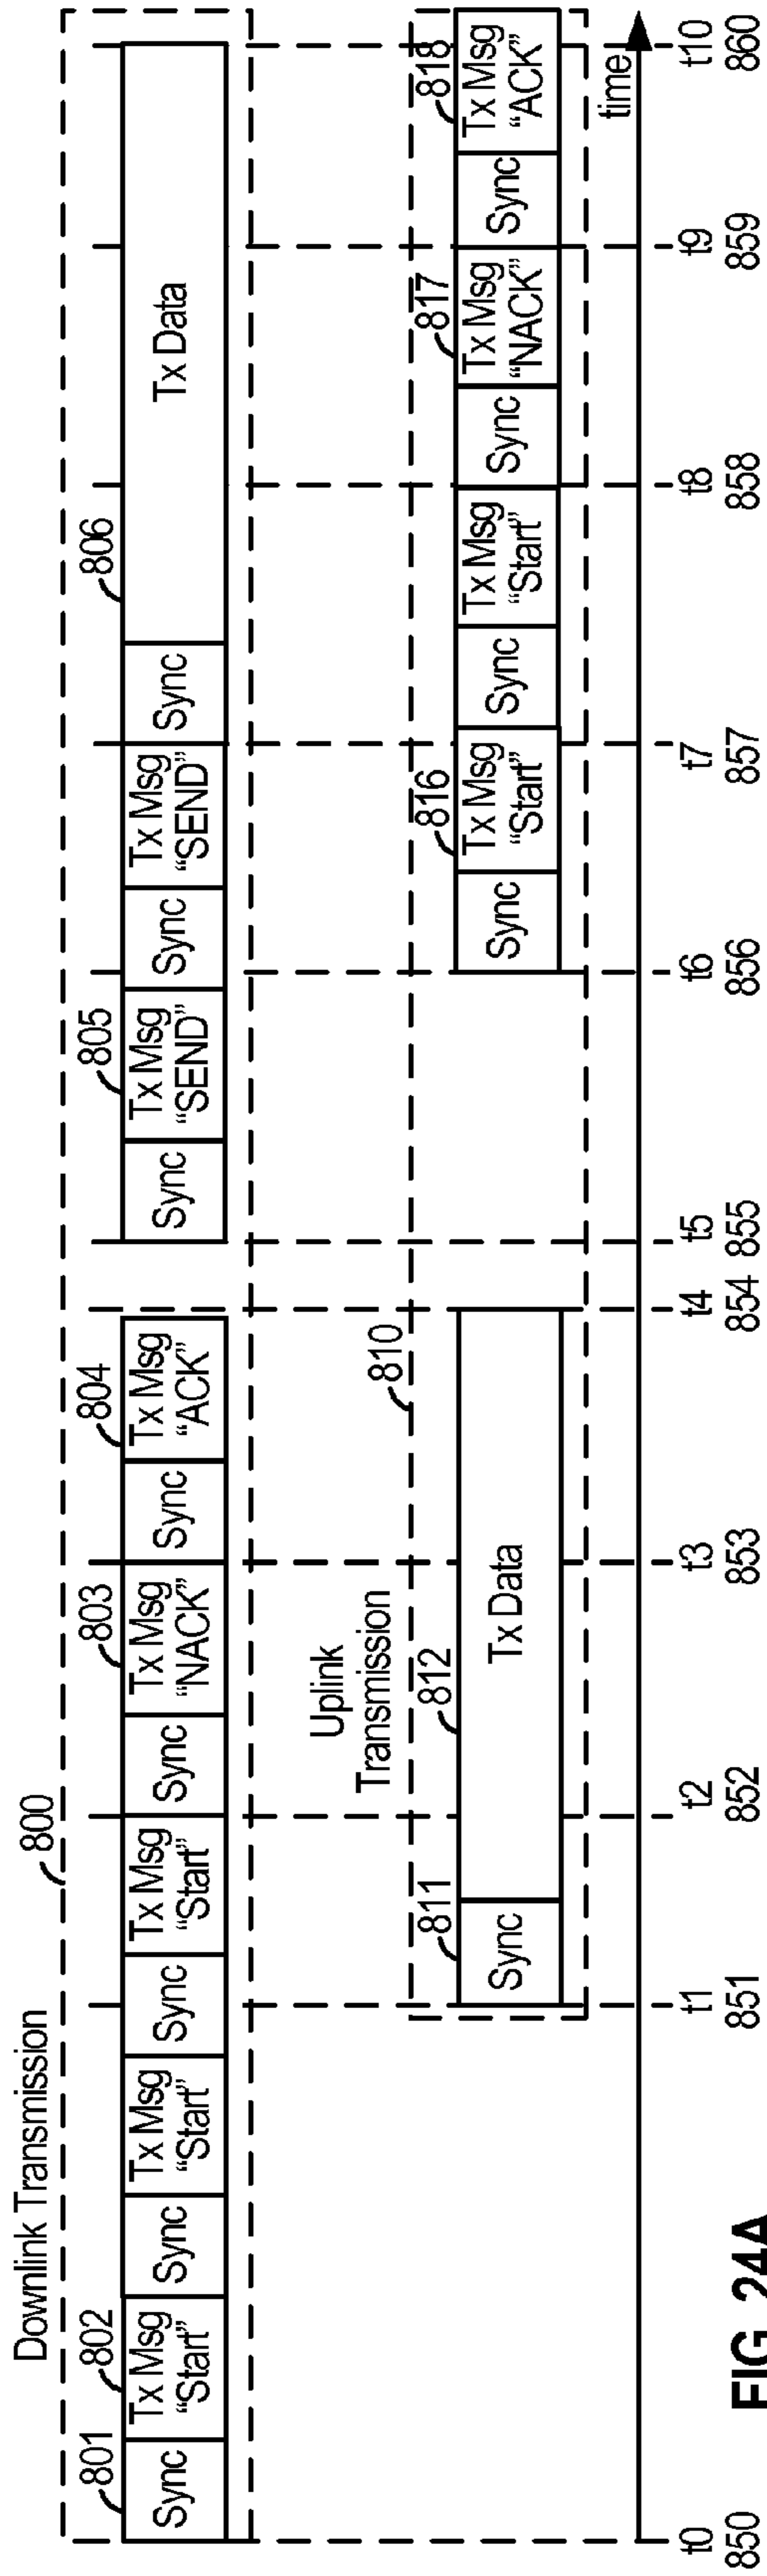 Downlink Transmission
800
801
802
803
804
805
806
Sync
Tx Msg
“Start”
Sync
Tx Msg
“Start”
Sync
Tx Msg
“Start”
Sync
Tx Msg
“NACK”
Sync
Tx Msg
“ACK”
Sync
Tx Msg
“SEND”
Sync
Tx Msg
“SEND”
Sync
Tx Data
Uplink
Transmission
810
811
812
816
817
818
Sync
Tx Data
Sync
Tx Msg
“Start”
Sync
Tx Msg
“Start”
Sync
Tx Msg
“NACK”
Sync
Tx Msg
“ACK”
time
t0
t1
t2
t3
t4
t5
t6
t7
t8
t9
t10
850
851
852
853
854
855
856
857
858
859
860
FIG. 24A